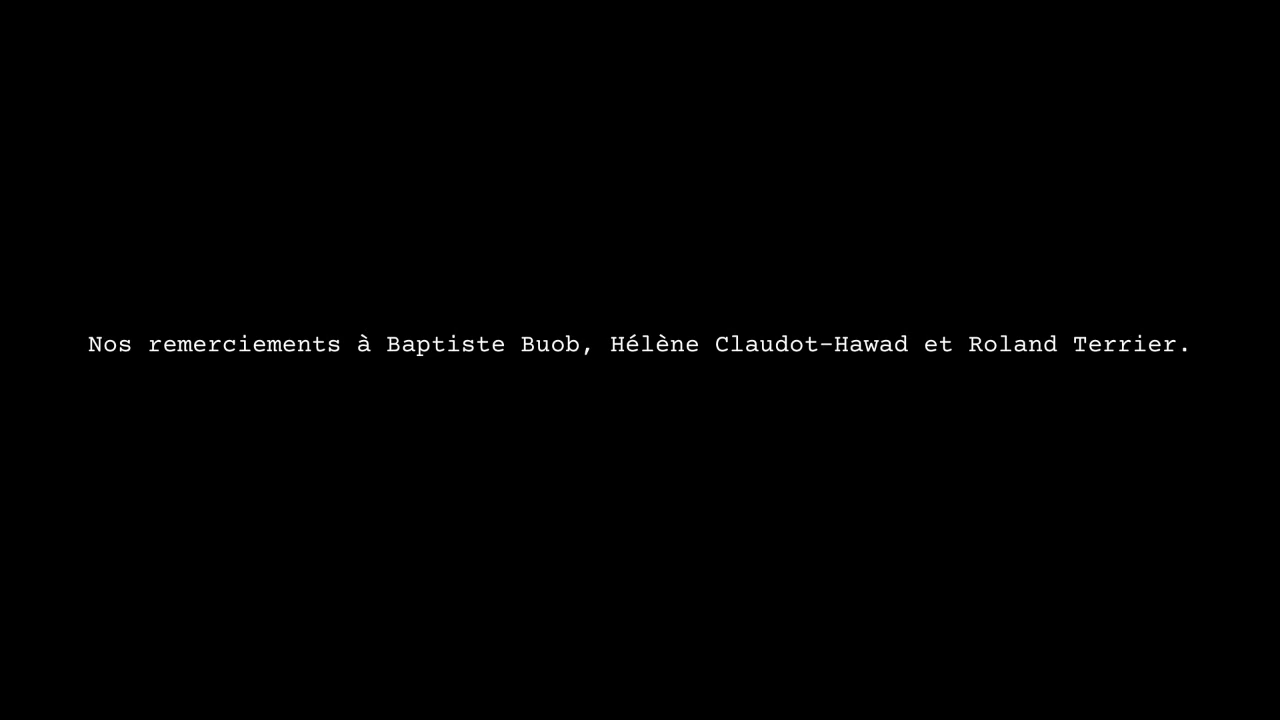 Nos remerciements à Baptiste Buob, Hélène Claudot-Hawad et Roland Terrier.